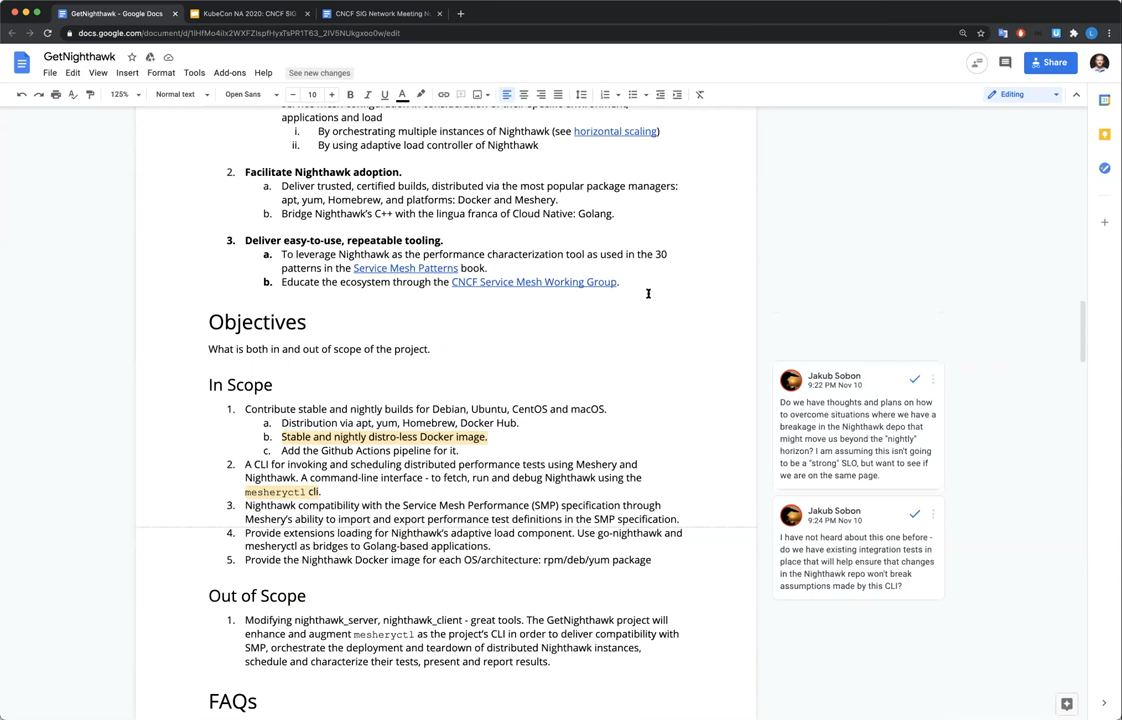 GetNighthawk - Google Docs
KubeCon NA 2020: CNCF SIG
CNCF SIG Network Meeting N
docs.google.com/document/d/1lHfMo4ilx2WXFZIspfHyxTsPR1T63_2IV5NUkgxoo0w/edit
GetNighthawk
File Edit View Insert Format Tools Add-ons Help See new changes
Share
125% Normal text Open Sans 10
Editing
applications and load
i. By orchestrating multiple instances of Nighthawk (see horizontal scaling)
ii. By using adaptive load controller of Nighthawk
2. Facilitate Nighthawk adoption.
a. Deliver trusted, certified builds, distributed via the most popular package managers:
apt, yum, Homebrew, and platforms: Docker and Meshery.
b. Bridge Nighthawk's C++ with the lingua franca of Cloud Native: Golang.
3. Deliver easy-to-use, repeatable tooling.
a. To leverage Nighthawk as the performance characterization tool as used in the 30
patterns in the Service Mesh Patterns book.
b. Educate the ecosystem through the CNCF Service Mesh Working Group.
Objectives
What is both in and out of scope of the project.
In Scope
1. Contribute stable and nightly builds for Debian, Ubuntu, CentOS and macOS.
a. Distribution via apt, yum, Homebrew, Docker Hub.
b. Stable and nightly distro-less Docker image.
c. Add the Github Actions pipeline for it.
2. A CLI for invoking and scheduling distributed performance tests using Meshery and
Nighthawk. A command-line interface - to fetch, run and debug Nighthawk using the
mesheryctl cli.
3. Nighthawk compatibility with the Service Mesh Performance (SMP) specification through
Meshery's ability to import and export performance test definitions in the SMP specification.
4. Provide extensions loading for Nighthawk's adaptive load component. Use go-nighthawk and
mesheryctl as bridges to Golang-based applications.
5. Provide the Nighthawk Docker image for each OS/architecture: rpm/deb/yum package
Out of Scope
1. Modifying nighthawk_server, nighthawk_client - great tools. The GetNighthawk project will
enhance and augment mesheryctl as the project's CLI in order to deliver compatibility with
SMP, orchestrate the deployment and teardown of distributed Nighthawk instances,
schedule and characterize their tests, present and report results.
FAQs
Jakub Sobon
9:22 PM Nov 10
Do we have thoughts and plans on how
to overcome situations where we have a
breakage in the Nighthawk depo that
might move us beyond the "nightly"
horizon? I am assuming this isn't going
to be a "strong" SLO, but want to see if
we are on the same page.
Jakub Sobon
9:24 PM Nov 10
I have not heard about this one before -
do we have existing integration tests in
place that will help ensure that changes
in the Nighthawk repo won't break
assumptions made by this CLI?